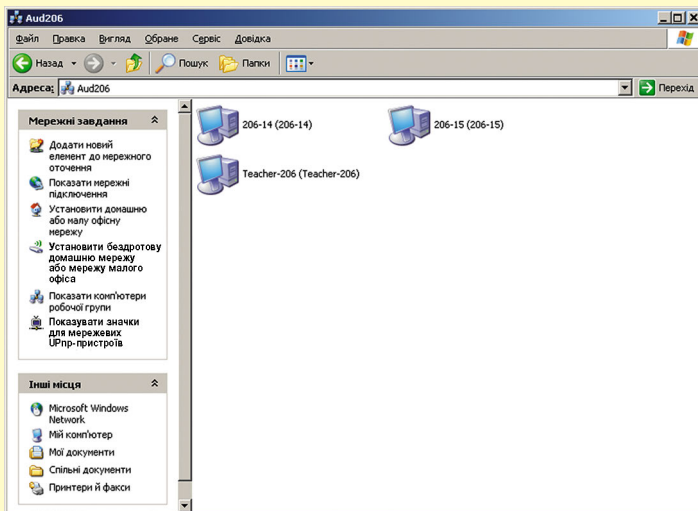 Aud206
Файл Правка Вигляд Обране Сервіс Довідка
Назад Пошук Папки
Адреса: Aud206 Перехід
Мережні завдання
Додати новий
елемент до мережного
оточення
Показати мережні
підключення
Установити домашню
або малу офісну
мережу
Установити бездротову
домашню мережу
або мережу малого
офіса
Показати комп'ютери
робочої групи
Показувати значки
для мережевих
UPnp-пристроїв
Інші місця
Microsoft Windows
Network
Мій комп'ютер
Мої документи
Спільні документи
Принтери й факси
206-14 (206-14)
206-15 (206-15)
Teacher-206 (Teacher-206)